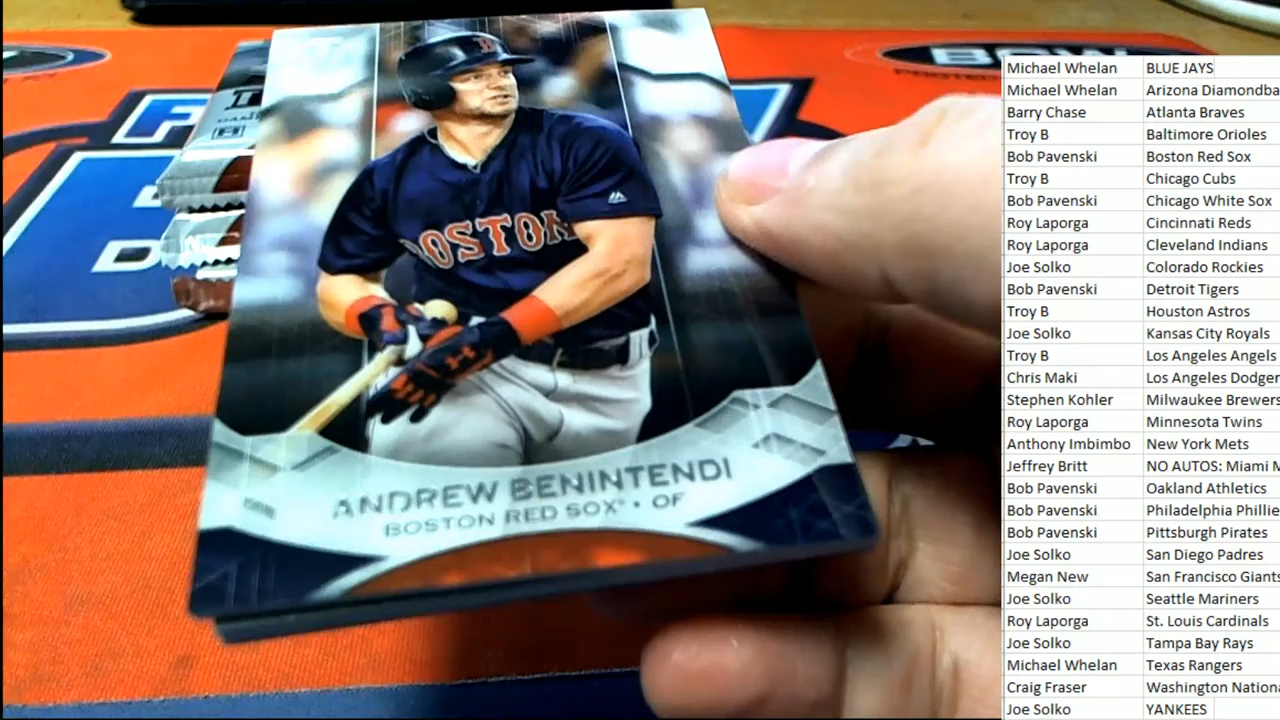 BOSTON
ANDREW BENINTENDI
BOSTON RED SOX • OF
Michael Whelan BLUE JAYS
Michael Whelan Arizona Diamondba
Barry Chase Atlanta Braves
Troy B Baltimore Orioles
Bob Pavenski Boston Red Sox
Troy B Chicago Cubs
Bob Pavenski Chicago White Sox
Roy Laporga Cincinnati Reds
Roy Laporga Cleveland Indians
Joe Solko Colorado Rockies
Bob Pavenski Detroit Tigers
Troy B Houston Astros
Joe Solko Kansas City Royals
Troy B Los Angeles Angels
Chris Maki Los Angeles Dodger
Stephen Kohler Milwaukee Brewers
Roy Laporga Minnesota Twins
Anthony Imbimbo New York Mets
Jeffrey Britt NO AUTOS: Miami M
Bob Pavenski Oakland Athletics
Bob Pavenski Philadelphia Phillie
Bob Pavenski Pittsburgh Pirates
Joe Solko San Diego Padres
Megan New San Francisco Giants
Joe Solko Seattle Mariners
Roy Laporga St. Louis Cardinals
Joe Solko Tampa Bay Rays
Michael Whelan Texas Rangers
Craig Fraser Washington Nationa
Joe Solko YANKEES